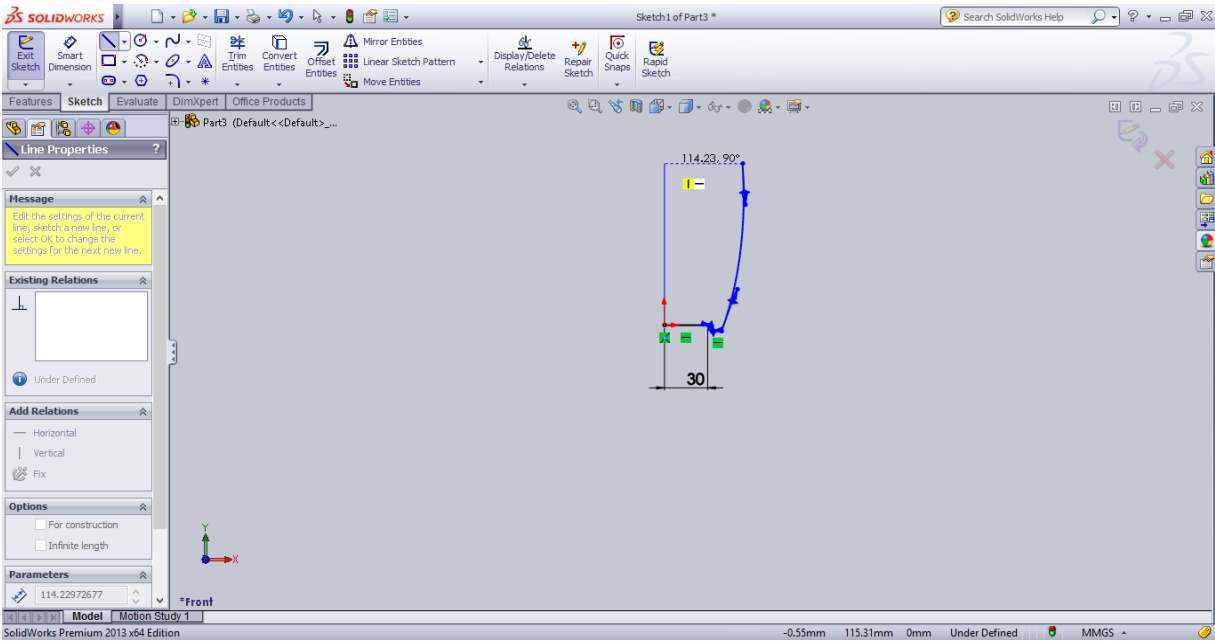 SOLIDWORKS
Sketch1 of Part3 *
Search SolidWorks Help
?
Exit Sketch
Smart Dimension
Trim Entities
Convert Entities
Offset Entities
Mirror Entities
Linear Sketch Pattern
Move Entities
Display/Delete Relations
Repair Sketch
Quick Snaps
Rapid Sketch
Features Sketch Evaluate DimXpert Office Products
Part3 (Default<<Default>_...
Line Properties ?
Message
Edit the settings of the current
line, sketch a new line, or
select OK to change the
settings for the next new line.
Existing Relations
Under Defined
Add Relations
Horizontal
Vertical
Fix
Options
For construction
Infinite length
Parameters
114.22972677
114.23, 90°
30
Y
X
*Front
Model Motion Study 1
SolidWorks Premium 2013 x64 Edition
-0.55mm 115.31mm 0mm Under Defined MMGS